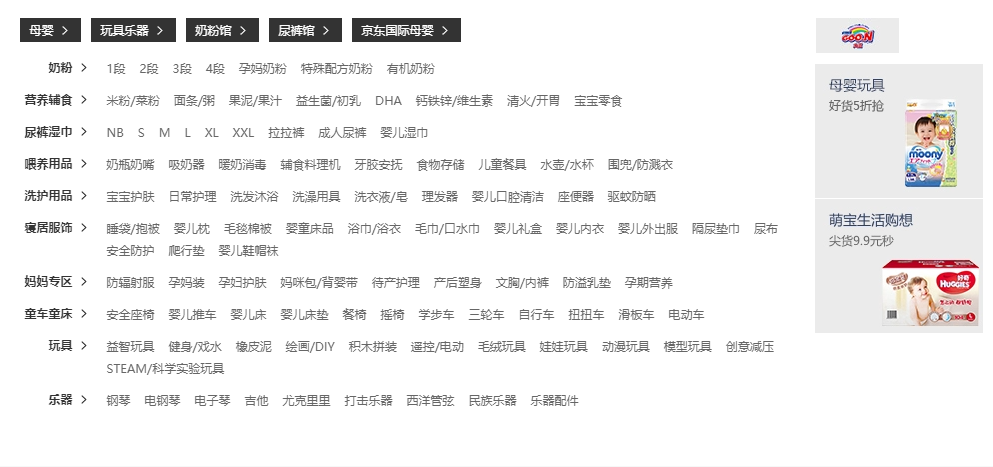 母婴 玩具乐器 奶粉馆 尿裤馆 京东国际母婴
奶粉 1段 2段 3段 4段 孕妈奶粉 特殊配方奶粉 有机奶粉
营养辅食 米粉/菜粉 面条/粥 果泥/果汁 益生菌/初乳 DHA 钙铁锌/维生素 清火/开胃 宝宝零食
尿裤湿巾 NB S M L XL XXL 拉拉裤 成人尿裤 婴儿湿巾
喂养用品 奶瓶奶嘴 吸奶器 暖奶消毒 辅食料理机 牙胶安抚 食物存储 儿童餐具 水壶/水杯 围兜/防溅衣
洗护用品 宝宝护肤 日常护理 洗发沐浴 洗澡用具 洗衣液/皂 理发器 婴儿口腔清洁 座便器 驱蚊防晒
寝居服饰 睡袋/抱被 婴儿枕 毛毯棉被 婴童床品 浴巾/浴衣 毛巾/口水巾 婴儿礼盒 婴儿内衣 婴儿外出服 隔尿垫巾 尿布
安全防护 爬行垫 婴儿鞋帽袜
妈妈专区 防辐射服 孕妈装 孕妇护肤 妈咪包/背婴带 待产护理 产后塑身 文胸/内裤 防溢乳垫 孕期营养
童车童床 安全座椅 婴儿推车 婴儿床 婴儿床垫 餐椅 摇椅 学步车 三轮车 自行车 扭扭车 滑板车 电动车
玩具 益智玩具 健身/戏水 橡皮泥 绘画/DIY 积木拼装 遥控/电动 毛绒玩具 娃娃玩具 动漫玩具 模型玩具 创意减压
STEAM/科学实验玩具
乐器 钢琴 电钢琴 电子琴 吉他 尤克里里 打击乐器 西洋管弦 民族乐器 乐器配件
GOO.N
母婴玩具
好货5折抢
moony
萌宝生活购想
尖货9.9元秒
好奇
HUGGIES